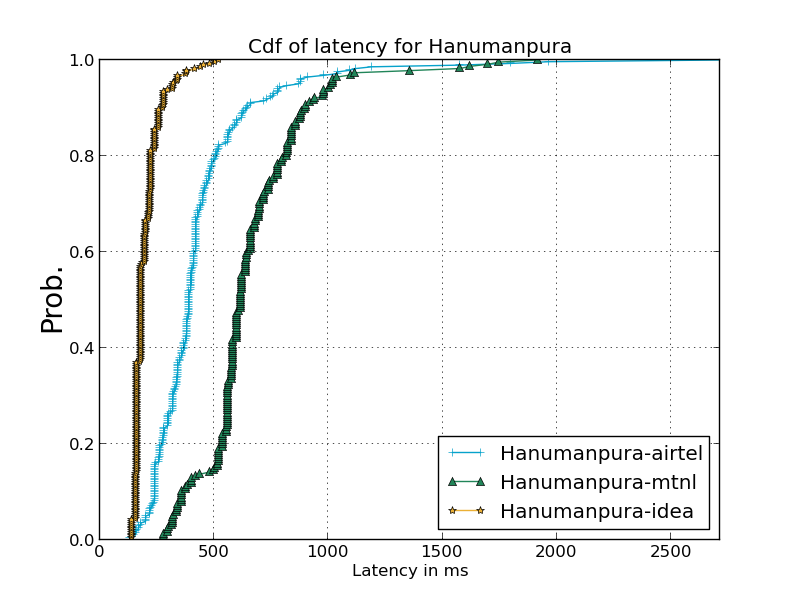 Cdf of latency for Hanumanpura
1.0
0.8
0.6
0.4
0.2
0.0
Prob.
0 500 1000 1500 2000 2500
Latency in ms
Hanumanpura-airtel
Hanumanpura-mtnl
Hanumanpura-idea